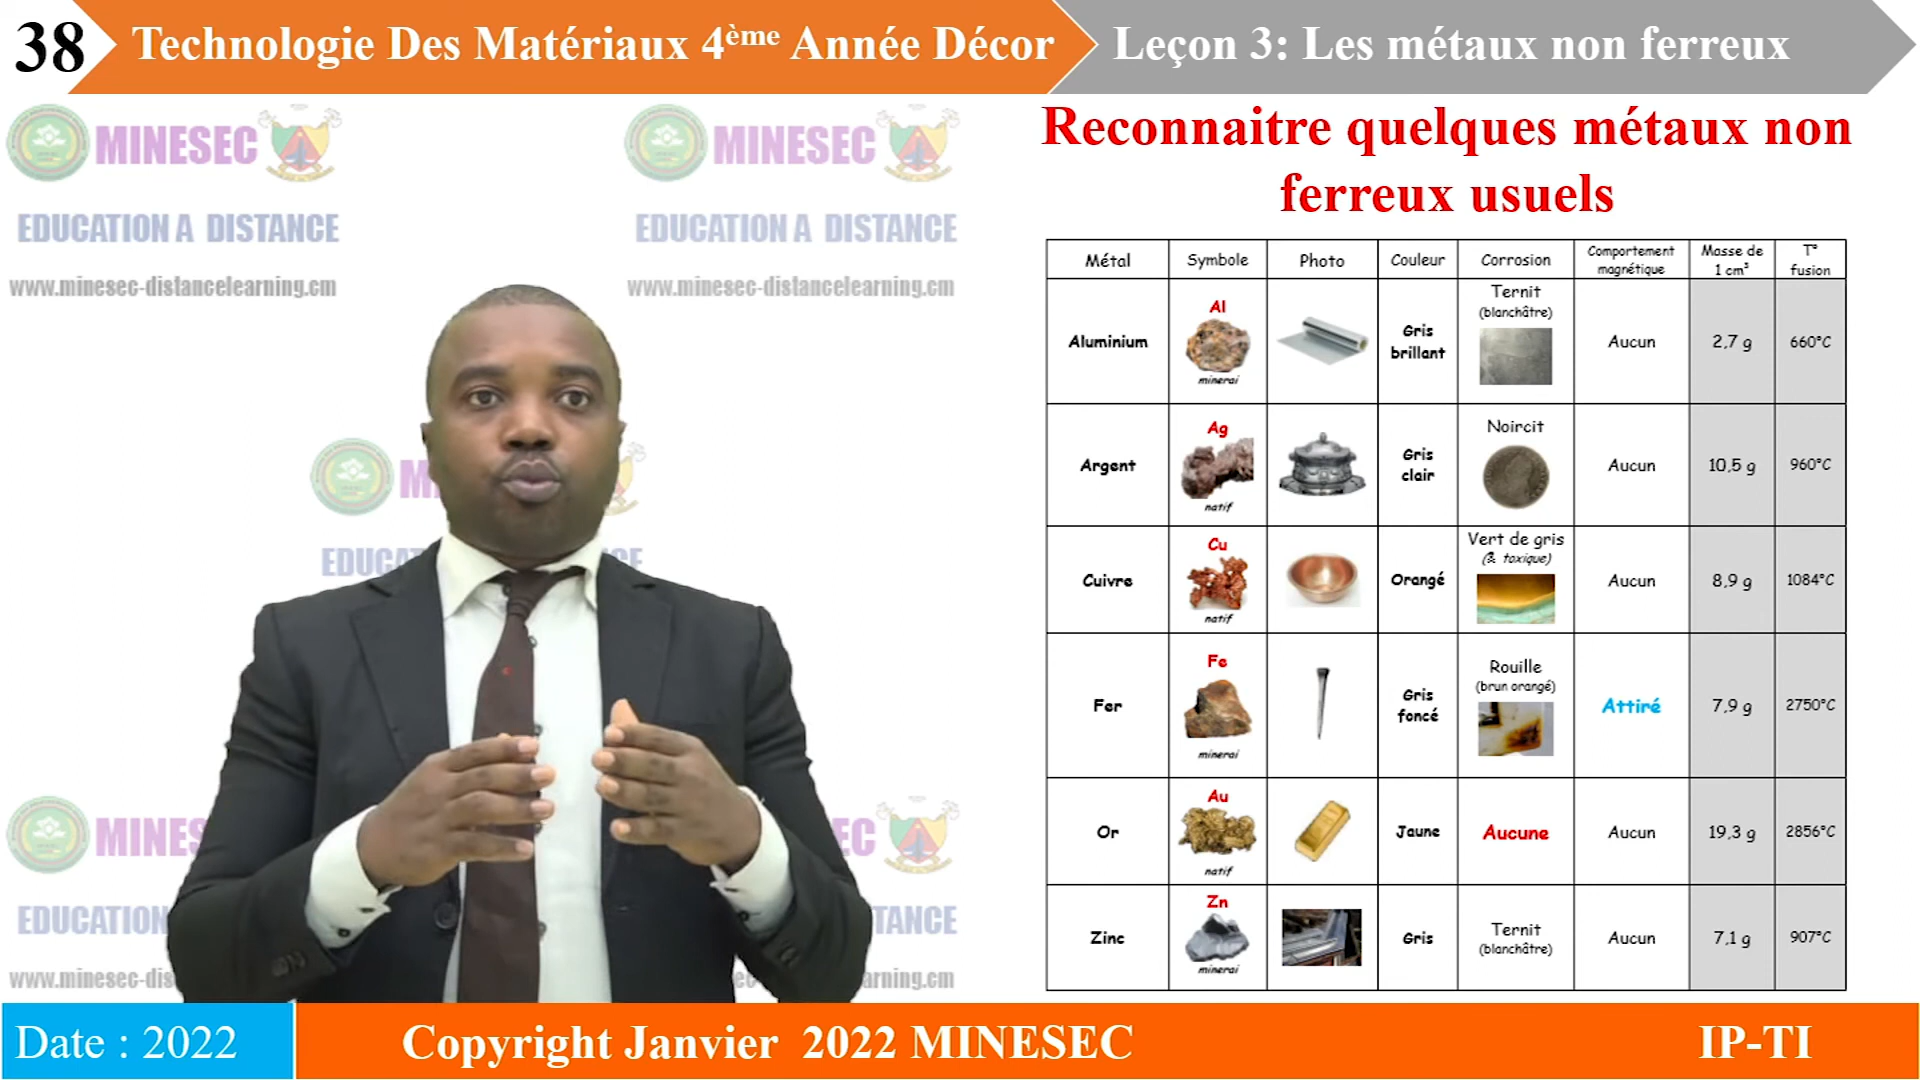 38
Technologie Des Matériaux 4ème Année Décor
Leçon 3: Les métaux non ferreux
MINESEC
EDUCATION A DISTANCE
www.minesec-distancelearning.cm
MINESEC
EDUCATION A DISTANCE
www.minesec-distancelearning.cm
Reconnaitre quelques métaux non
ferreux usuels
Métal Symbole Photo Couleur Corrosion Comportement magnétique Masse de 1 cm³ T° fusion
Aluminium Al minerai Gris brillant Ternit (blanchâtre) Aucun 2,7 g 660°C
Argent Ag natif Gris clair Noircit Aucun 10,5 g 960°C
Cuivre Cu natif Orangé Vert de gris (& toxique) Aucun 8,9 g 1084°C
Fer Fe minerai Gris foncé Rouille (brun orangé) Attiré 7,9 g 2750°C
Or Au natif Jaune Aucune Aucun 19,3 g 2856°C
Zinc Zn minerai Gris Ternit (blanchâtre) Aucun 7,1 g 907°C
Date : 2022
Copyright Janvier 2022 MINESEC
IP-TI